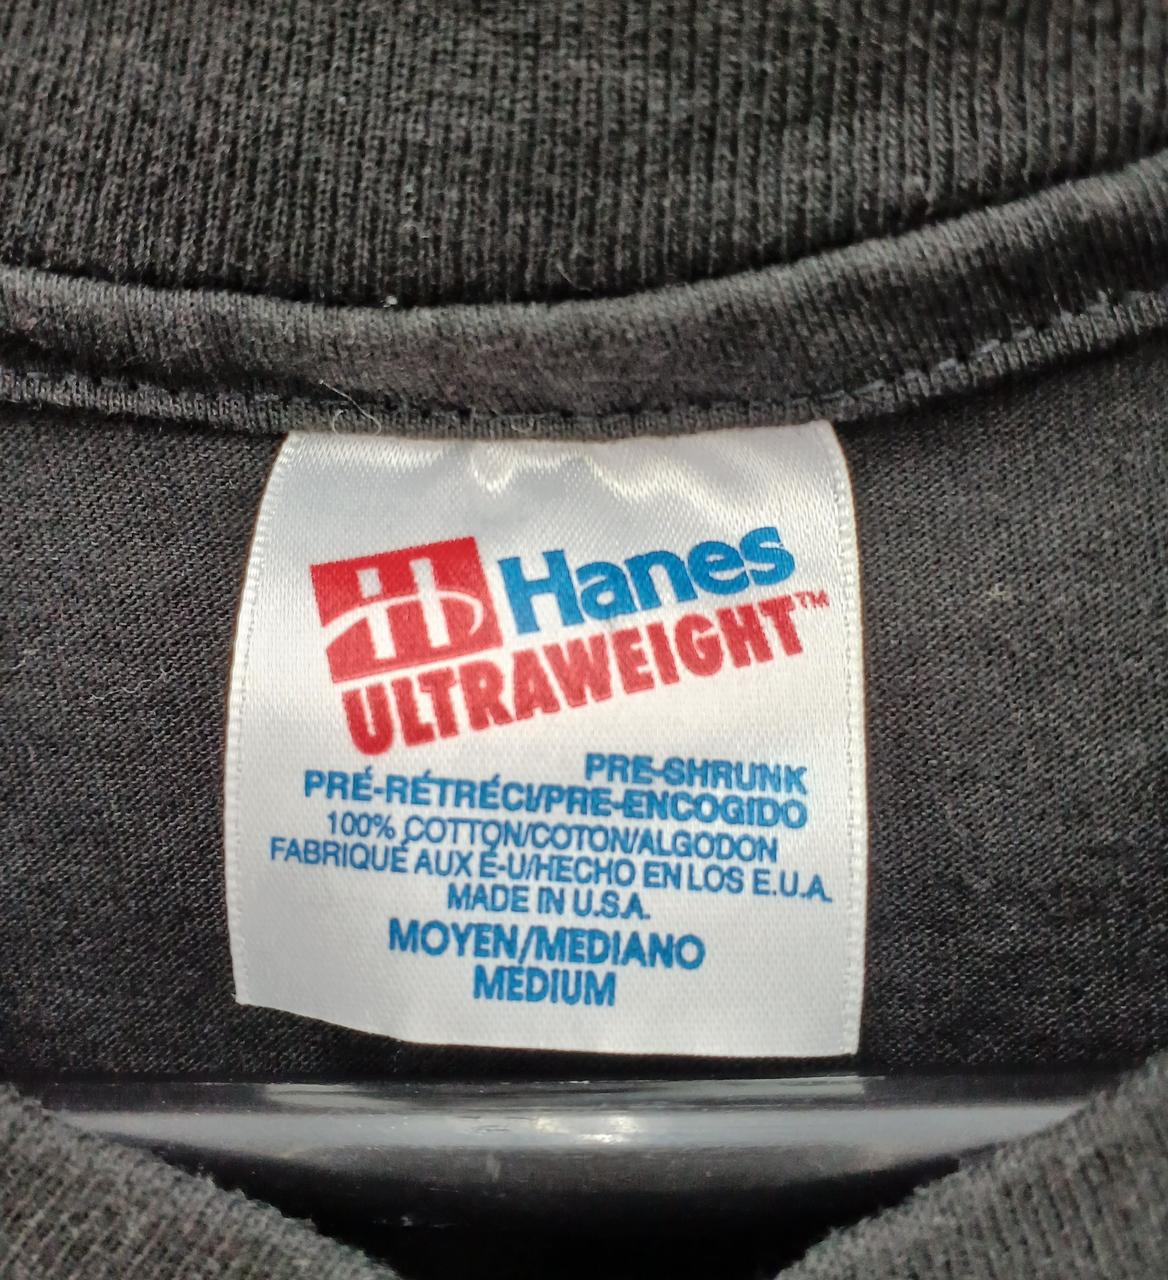 Hanes
ULTRAWEIGHT™
PRE-SHRUNK
PRÉ-RÉTRÉCI/PRE-ENCOGIDO
100% COTTON/COTON/ALGODON
FABRIQUÉ AUX É-U/HECHO EN LOS E.U.A.
MADE IN U.S.A.
MOYEN/MEDIANO
MEDIUM